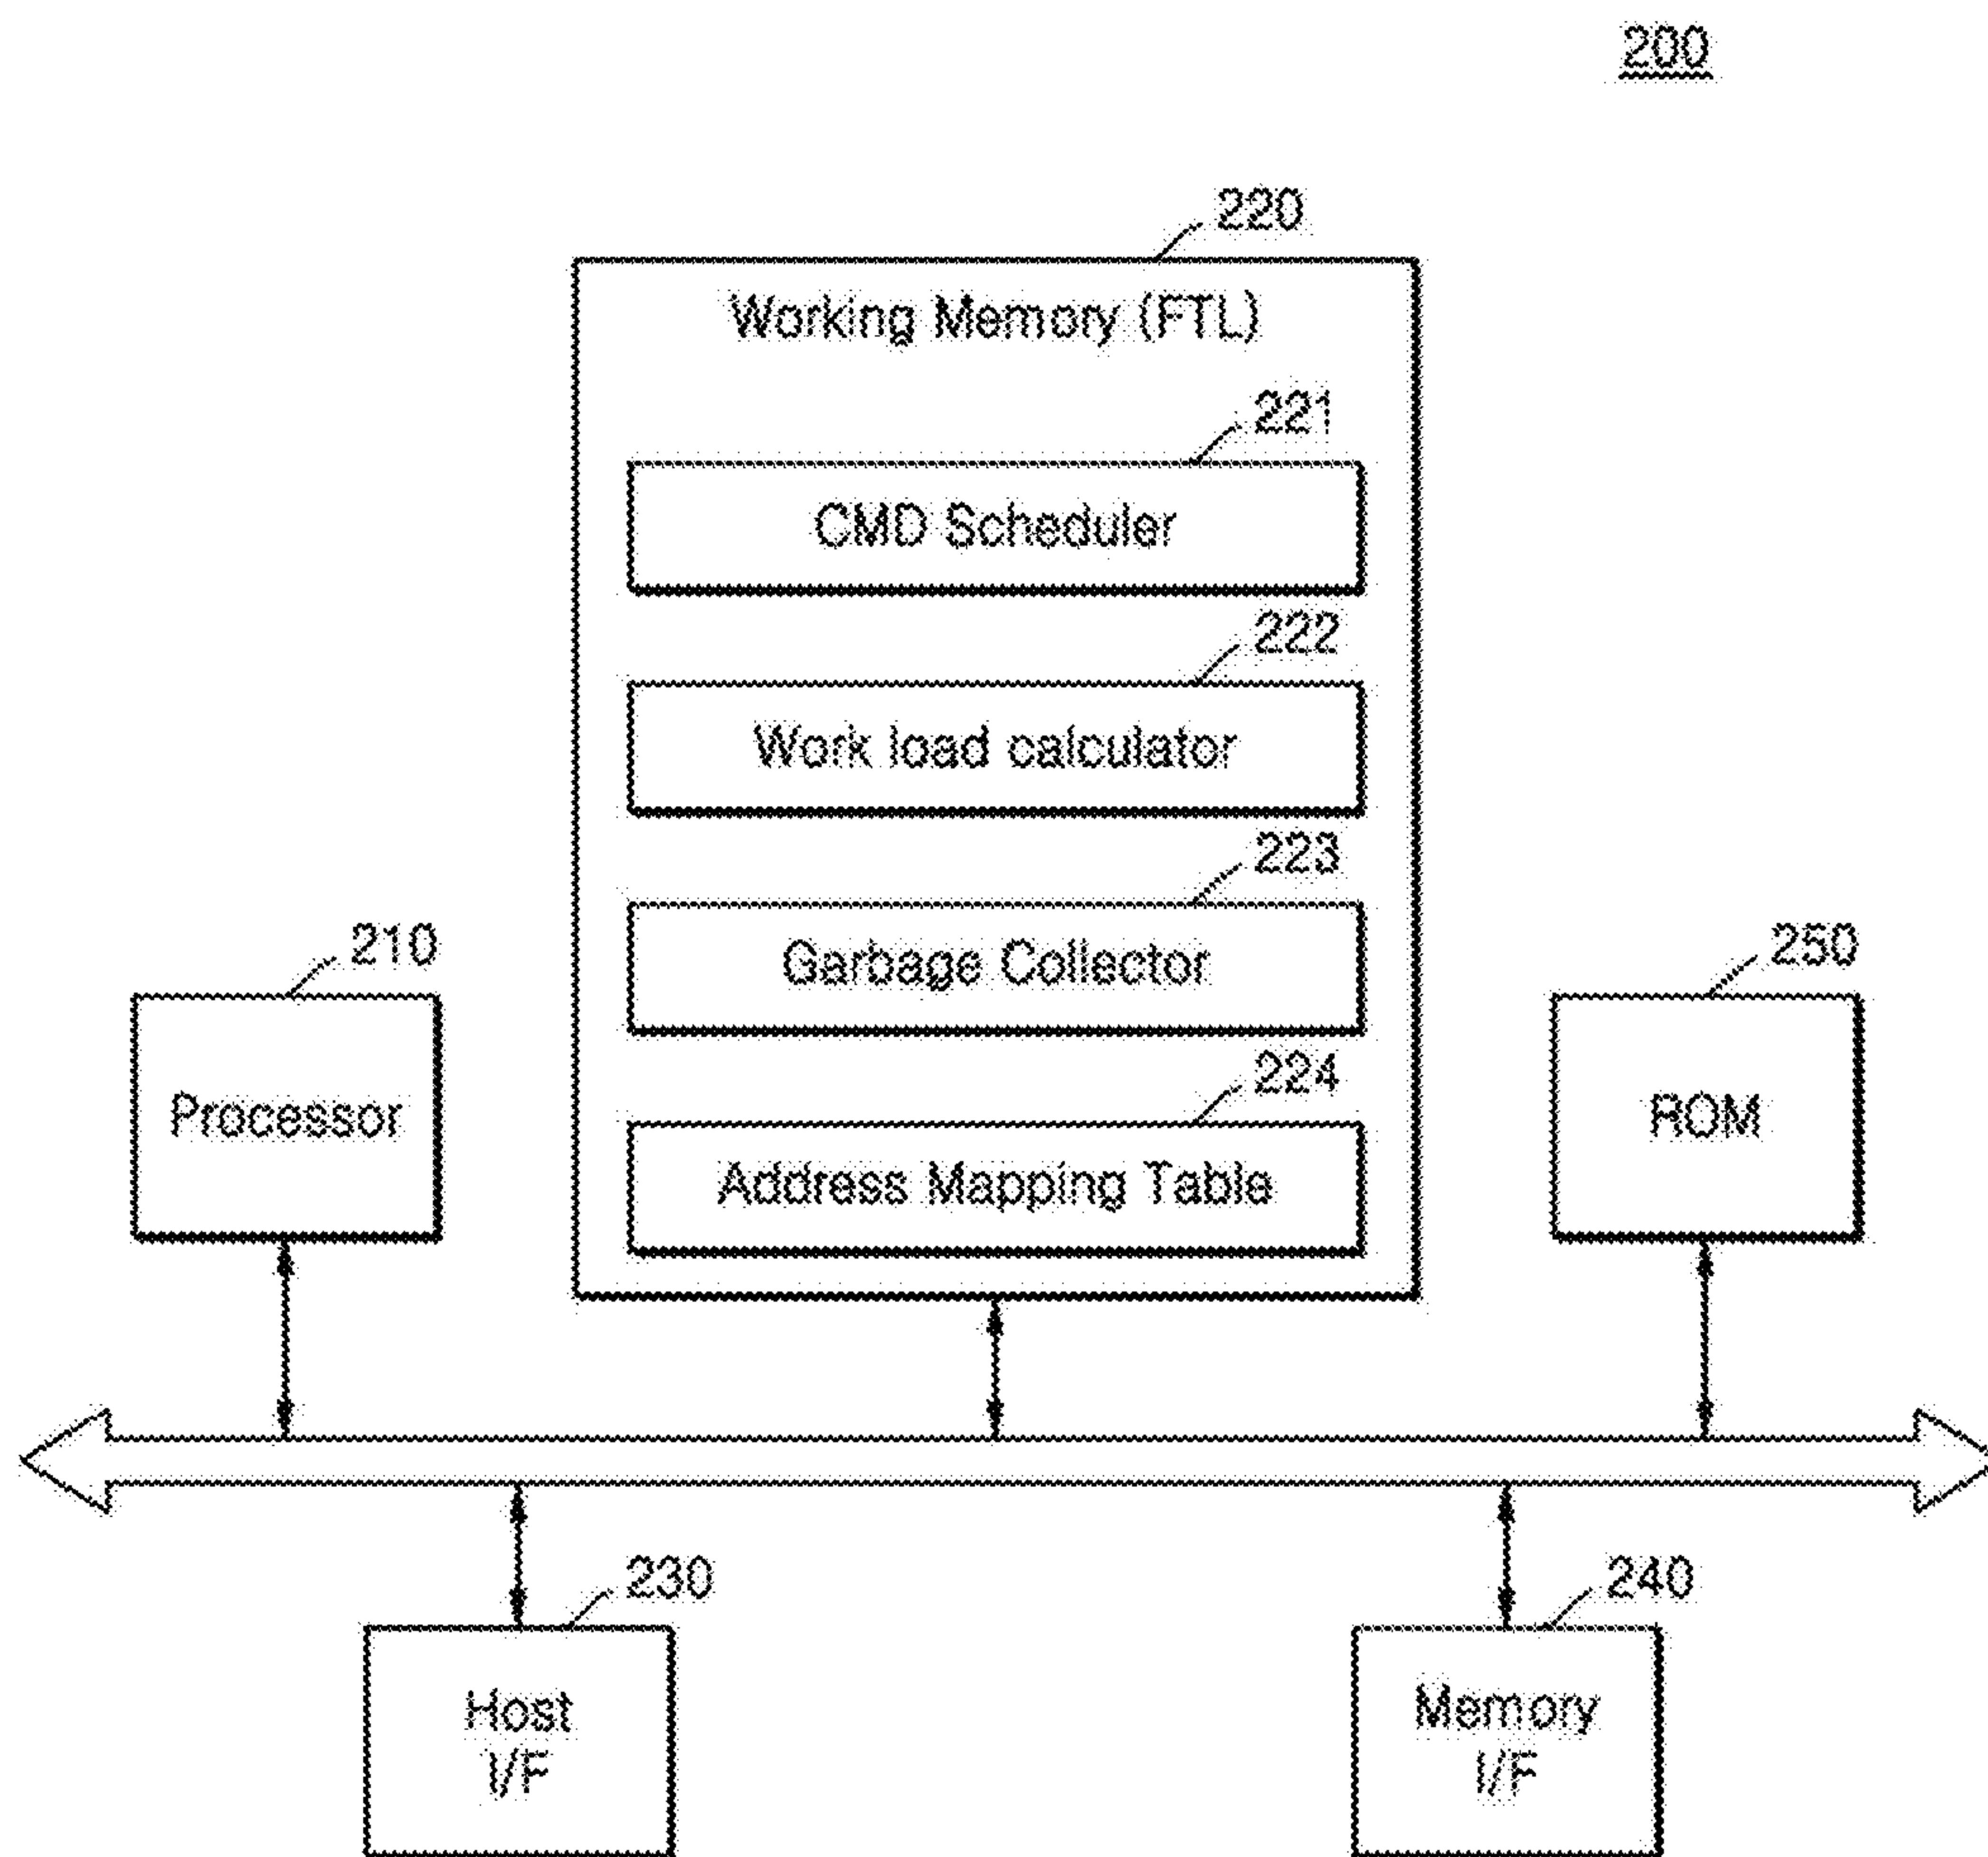 200
220
Working Memory (FTL)
221
CMD Scheduler
222
Work load calculator
223
Garbage Collector
224
Address Mapping Table
210
Processor
250
ROM
230
Host
I/F
240
Memory
I/F